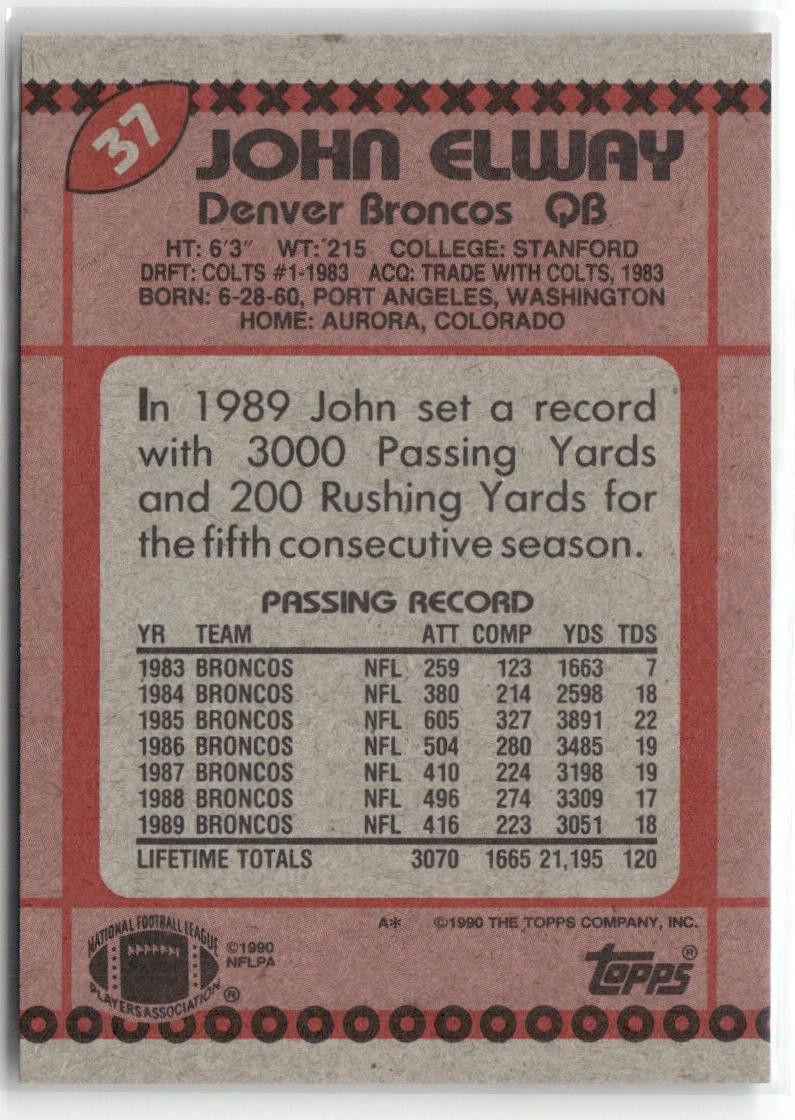 37
JOHN ELWAY
Denver Broncos QB
HT: 6'3" WT: 215 COLLEGE: STANFORD
DRFT: COLTS #1-1983 ACQ: TRADE WITH COLTS, 1983
BORN: 6-28-60, PORT ANGELES, WASHINGTON
HOME: AURORA, COLORADO
In 1989 John set a record
with 3000 Passing Yards
and 200 Rushing Yards for
the fifth consecutive season.
PASSING RECORD
YR TEAM ATT COMP YDS TDS
1983 BRONCOS NFL 259 123 1663 7
1984 BRONCOS NFL 380 214 2598 18
1985 BRONCOS NFL 605 327 3891 22
1986 BRONCOS NFL 504 280 3485 19
1987 BRONCOS NFL 410 224 3198 19
1988 BRONCOS NFL 496 274 3309 17
1989 BRONCOS NFL 416 223 3051 18
LIFETIME TOTALS 3070 1665 21,195 120
A* ©1990 THE TOPPS COMPANY, INC.
NATIONAL FOOTBALL LEAGUE
PLAYERS ASSOCIATION ®
©1990
NFLPA
topps ®